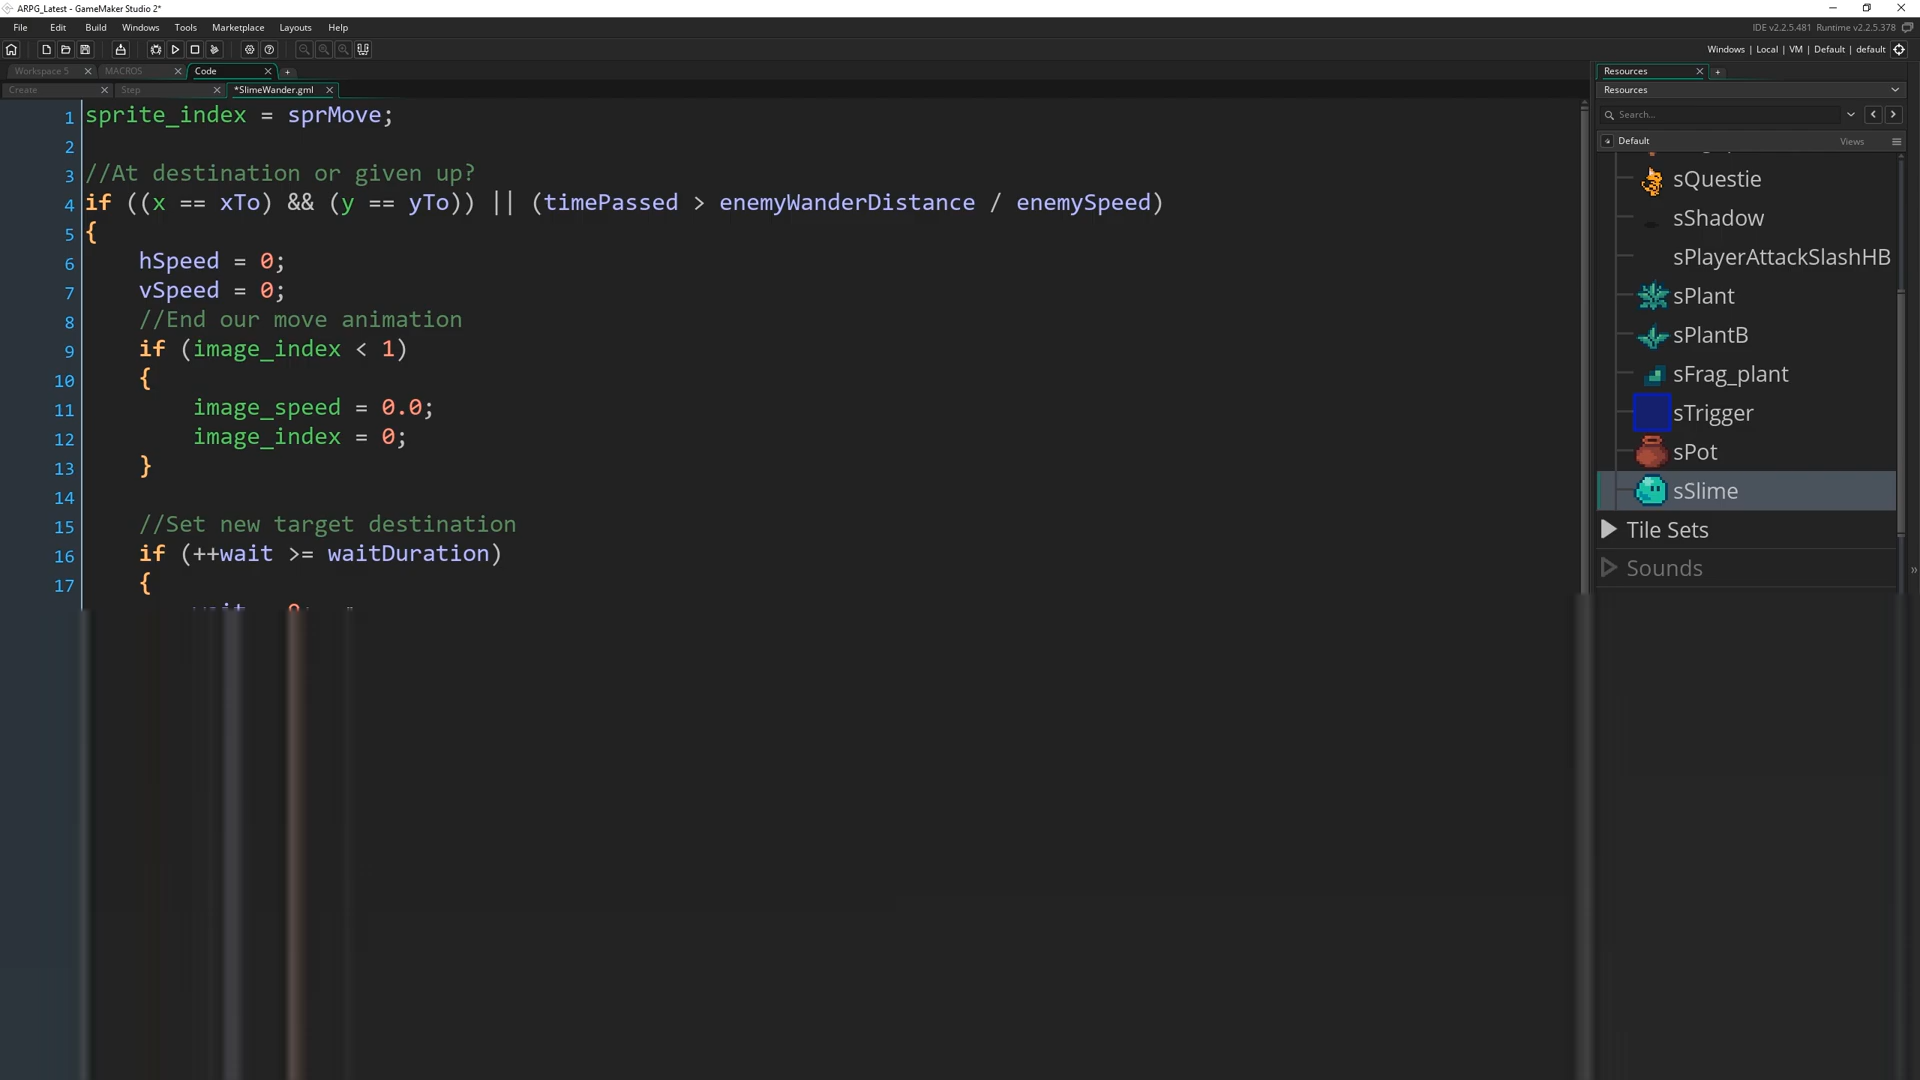 ARPG_Latest - GameMaker Studio 2*
File Edit Build Windows Tools Marketplace Layouts Help
IDE v2.2.5.481 Runtime v2.2.5.378
Windows | Local | VM | Default | default
Workspace 5 MACROS Code
Create Step *SlimeWander.gml
1 sprite_index = sprMove;
2
3 //At destination or given up?
4 if ((x == xTo) && (y == yTo)) || (timePassed > enemyWanderDistance / enemySpeed)
5 {
6 hSpeed = 0;
7 vSpeed = 0;
8 //End our move animation
9 if (image_index < 1)
10 {
11 image_speed = 0.0;
12 image_index = 0;
13 }
14
15 //Set new target destination
16 if (++wait >= waitDuration)
17 {
Resources
Resources
Search...
Default Views
sQuestie
sShadow
sPlayerAttackSlashHB
sPlant
sPlantB
sFrag_plant
sTrigger
sPot
sSlime
Tile Sets
Sounds